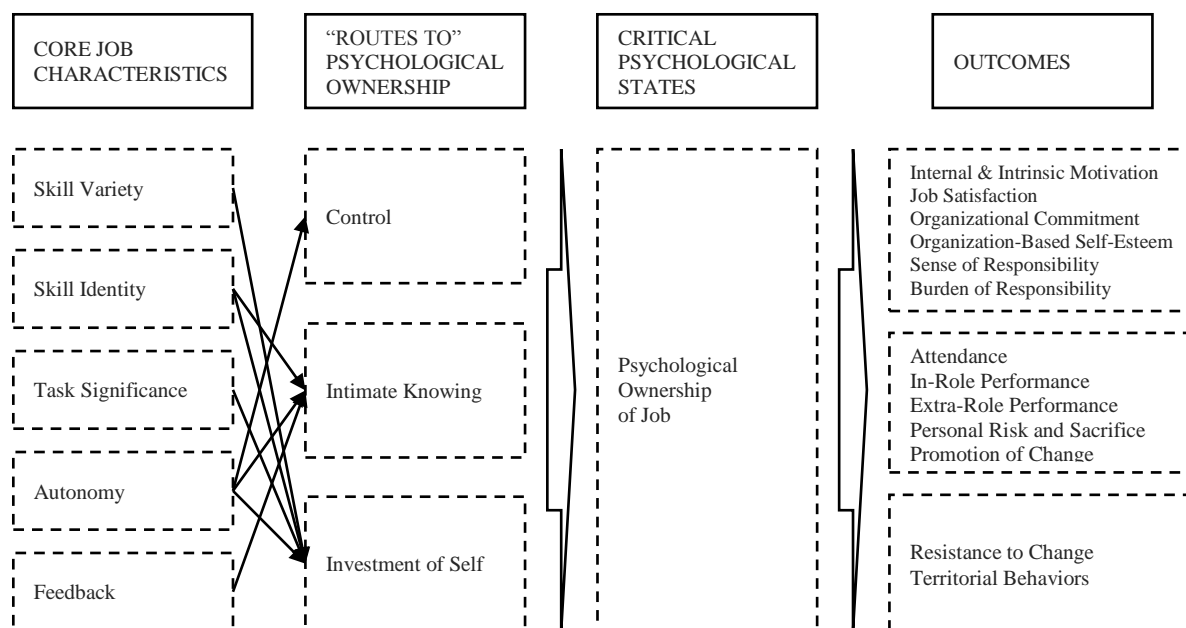 CORE JOB
CHARACTERISTICS
“ROUTES TO”
PSYCHOLOGICAL
OWNERSHIP
CRITICAL
PSYCHOLOGICAL
STATES
OUTCOMES
Skill Variety
Skill Identity
Task Significance
Autonomy
Feedback
Control
Intimate Knowing
Investment of Self
Psychological
Ownership
of Job
Internal & Intrinsic Motivation
Job Satisfaction
Organizational Commitment
Organization-Based Self-Esteem
Sense of Responsibility
Burden of Responsibility
Attendance
In-Role Performance
Extra-Role Performance
Personal Risk and Sacrifice
Promotion of Change
Resistance to Change
Territorial Behaviors